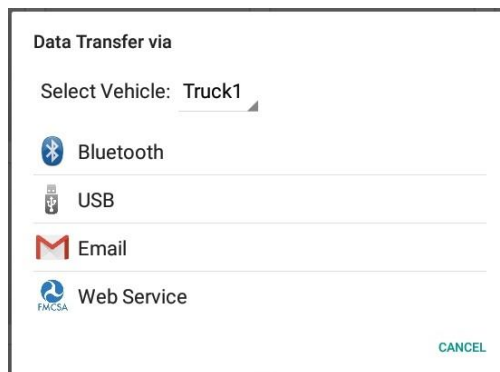 Data Transfer via
Select Vehicle: Truck1
Bluetooth
USB
Email
Web Service
FMCSA
CANCEL